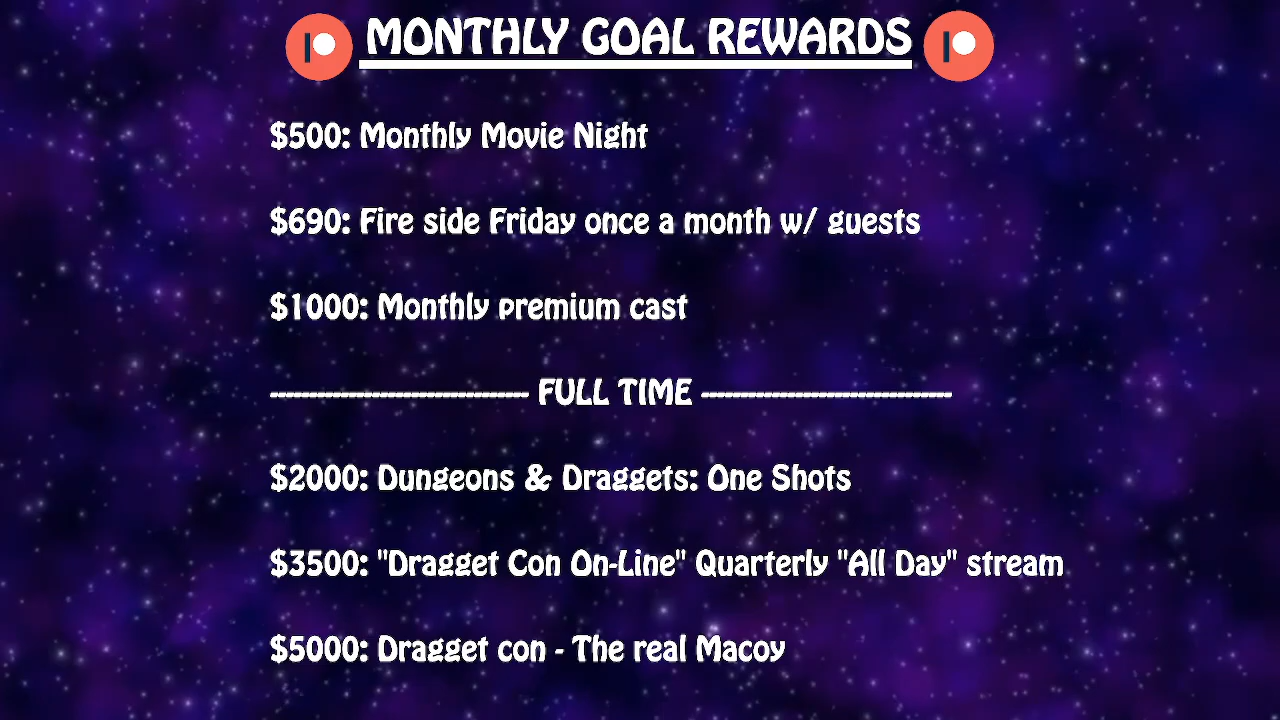 MONTHLY GOAL REWARDS
$500: Monthly Movie Night
$690: Fire side Friday once a month w/ guests
$1000: Monthly premium cast
--------------------------------- FULL TIME --------------------------------
$2000: Dungeons & Draggets: One Shots
$3500: "Dragget Con On-Line" Quarterly "All Day" stream
$5000: Dragget con - The real Macoy